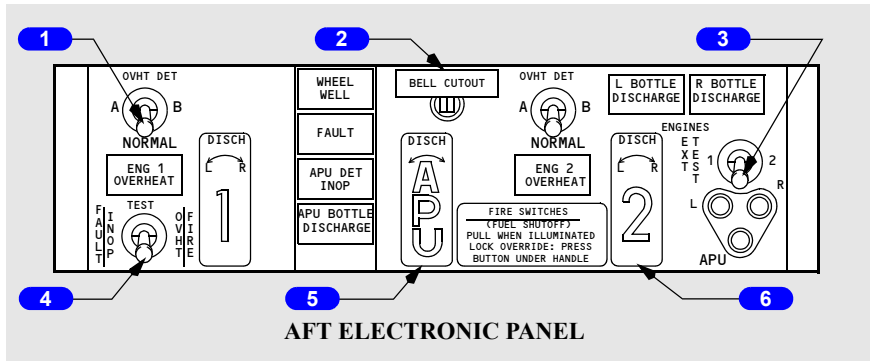 1
2
3
OVHT DET
A B
NORMAL
ENG 1
OVERHEAT
TEST
FAULT
INOP
OVHT
FIRE
DISCH
L R
1
WHEEL
WELL
FAULT
APU DET
INOP
APU BOTTLE
DISCHARGE
BELL CUTOUT
DISCH
APU
OVHT DET
A B
NORMAL
ENG 2
OVERHEAT
FIRE SWITCHES
(FUEL SHUTOFF)
PULL WHEN ILLUMINATED
LOCK OVERRIDE: PRESS
BUTTON UNDER HANDLE
L BOTTLE
DISCHARGE
R BOTTLE
DISCHARGE
DISCH
L R
2
ENGINES
EXT
TEST
1 2
L R
APU
4
5
6
AFT ELECTRONIC PANEL